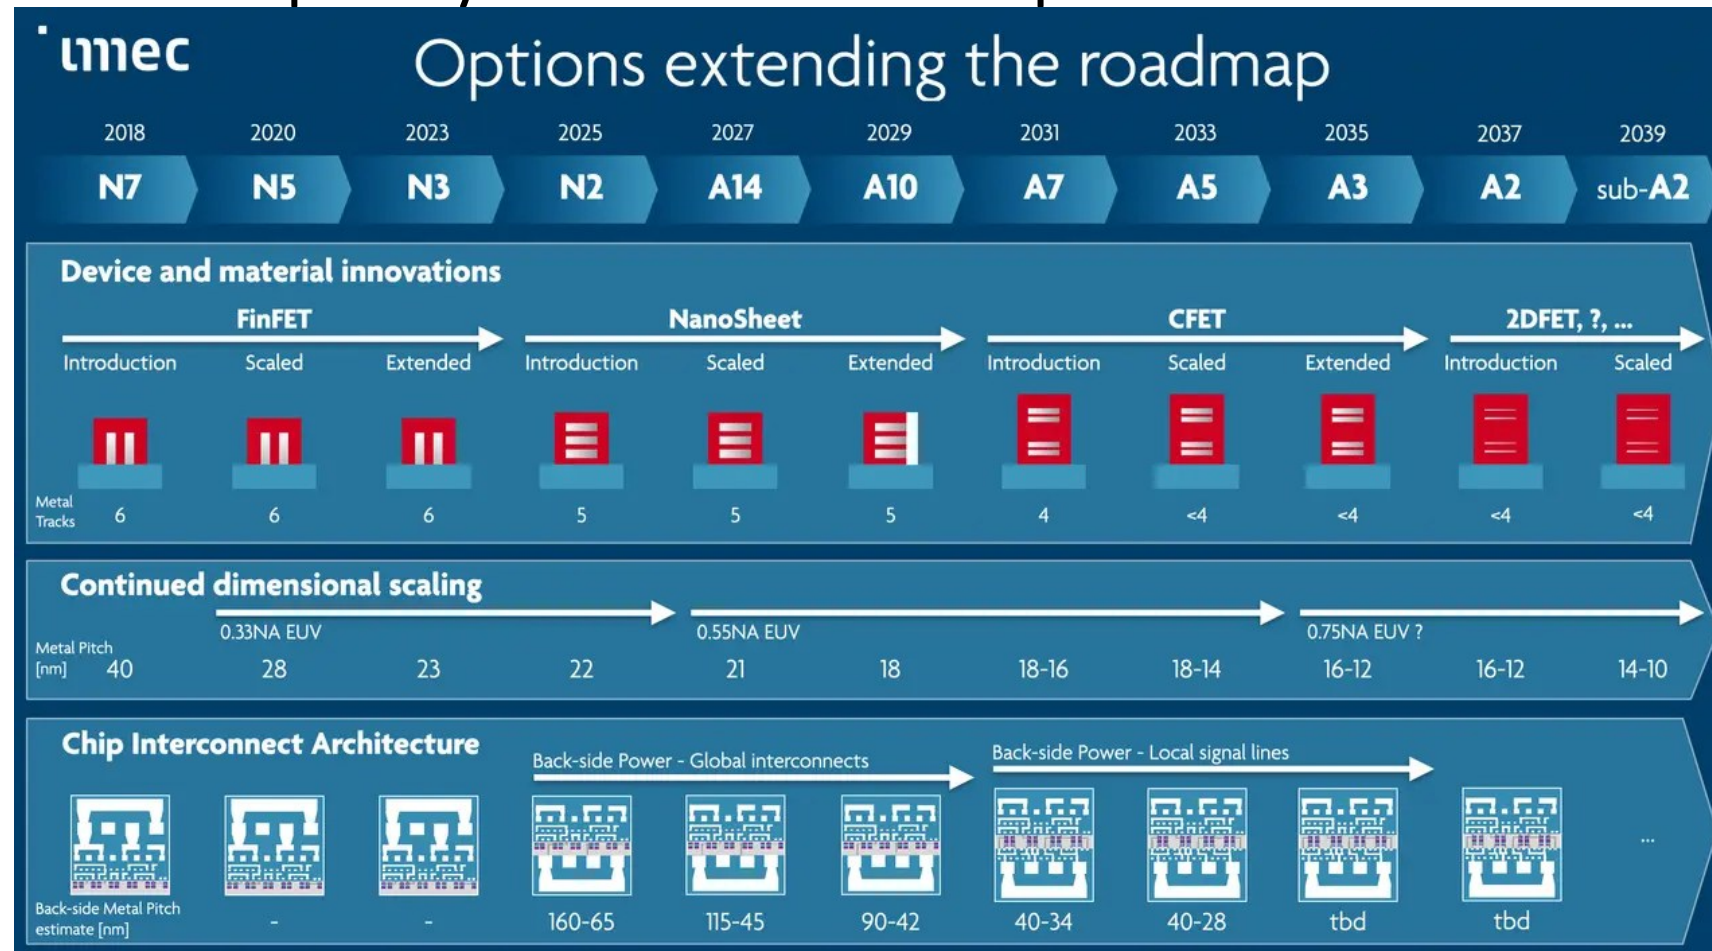 imec
Options extending the roadmap
2018 2020 2023 2025 2027 2029 2031 2033 2035 2037 2039
N7 N5 N3 N2 A14 A10 A7 A5 A3 A2 sub-A2
Device and material innovations
FinFET NanoSheet CFET 2DFET, ?, ...
Introduction Scaled Extended Introduction Scaled Extended Introduction Scaled Extended Introduction Scaled
Metal
Tracks 6 6 6 5 5 5 4 <4 <4 <4 <4
Continued dimensional scaling
0.33NA EUV 0.55NA EUV 0.75NA EUV ?
Metal Pitch
[nm] 40 28 23 22 21 18 18-16 18-14 16-12 16-12 14-10
Chip Interconnect Architecture
Back-side Power - Global interconnects Back-side Power - Local signal lines
...
Back-side Metal Pitch
estimate [nm] - - 160-65 115-45 90-42 40-34 40-28 tbd tbd